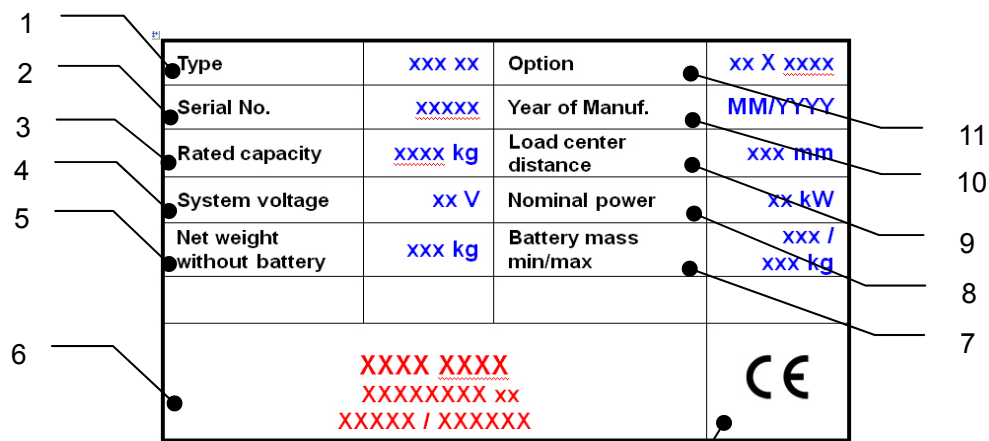 1
2
3
4
5
6
Type xxx xx Option xx X xxxx
Serial No. xxxxx Year of Manuf. MM/YYYY
Rated capacity xxxx kg Load center distance xxx mm
System voltage xx V Nominal power xx kW
Net weight without battery xxx kg Battery mass min/max xxx / xxx kg
XXXX XXXX
XXXXXXXX xx
XXXXX / XXXXXX
CE
11
10
9
8
7